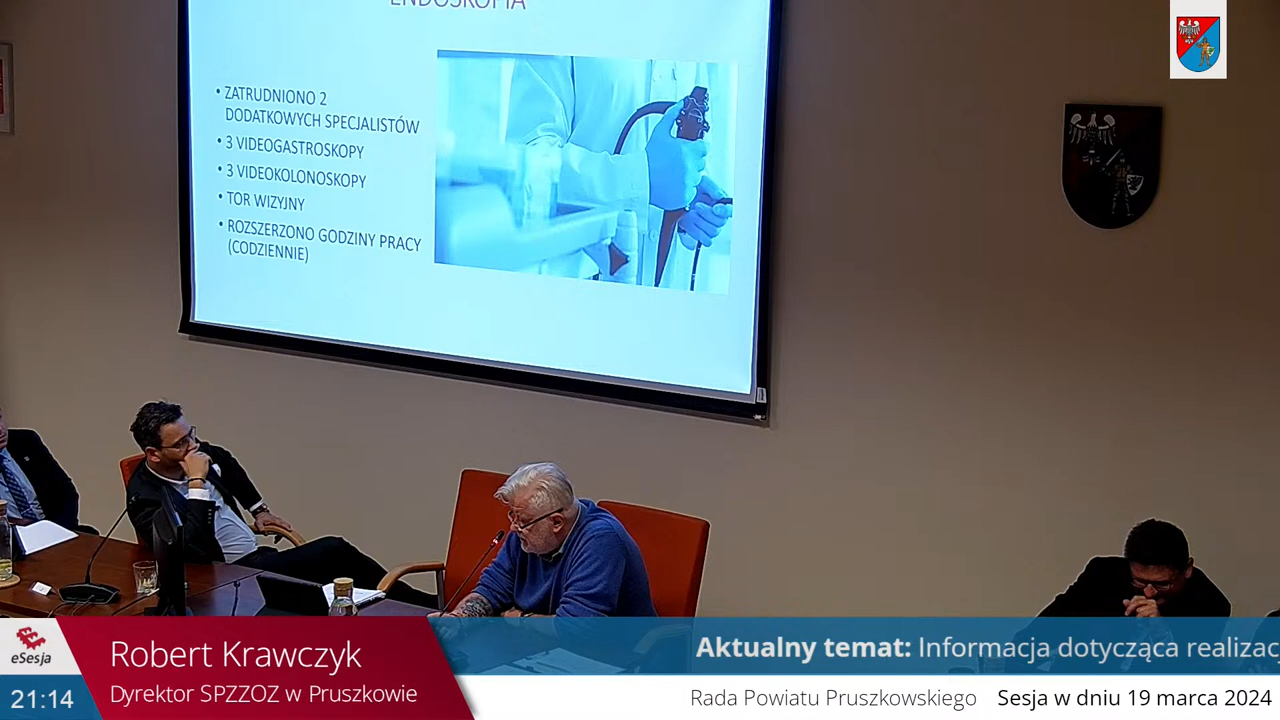 ENDOSKOPIA
• ZATRUDNIONO 2
DODATKOWYCH SPECJALISTÓW
• 3 VIDEOGASTROSKOPY
• 3 VIDEOKOLONOSKOPY
• TOR WIZYJNY
• ROZSZERZONO GODZINY PRACY
(CODZIENNIE)
eSesja
21:14
Robert Krawczyk
Dyrektor SPZZOZ w Pruszkowie
Aktualny temat: Informacja dotycząca realizac
Rada Powiatu Pruszkowskiego Sesja w dniu 19 marca 2024